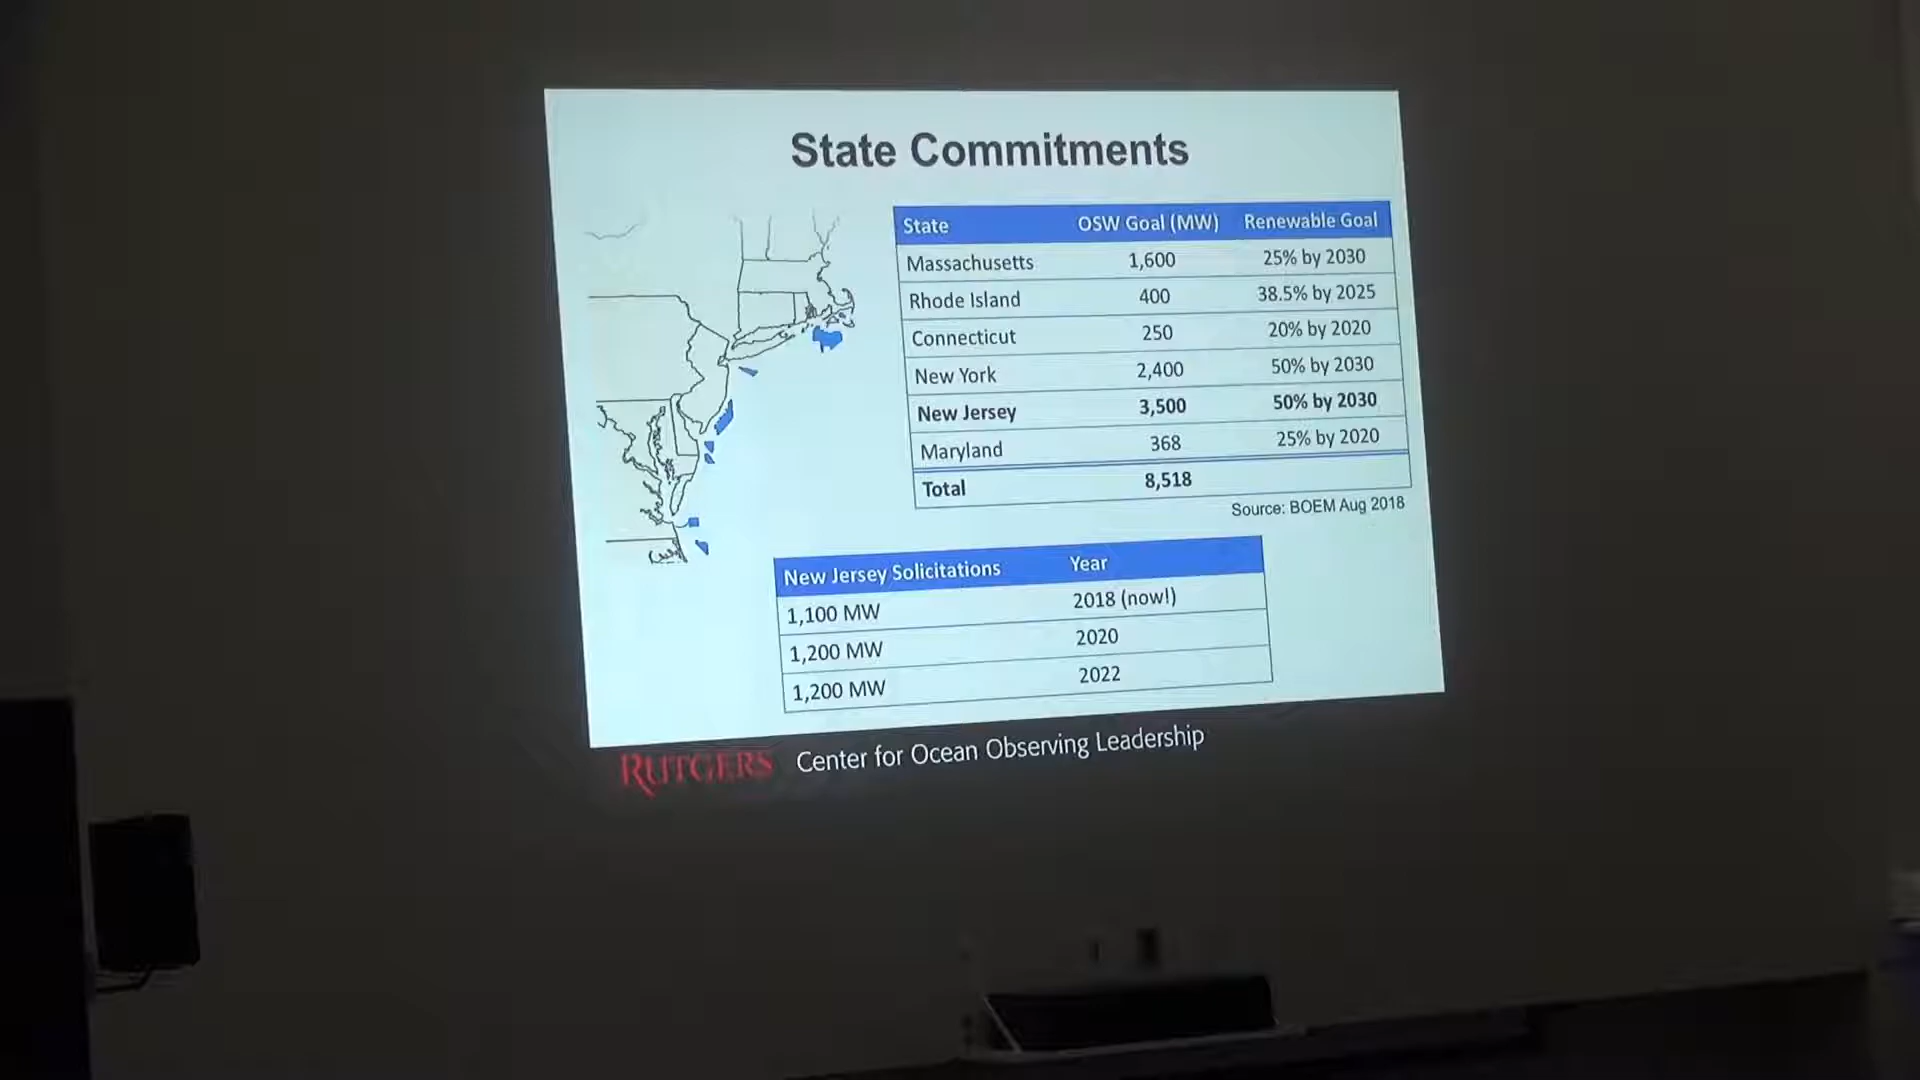 State Commitments
State OSW Goal (MW) Renewable Goal
Massachusetts 1,600 25% by 2030
Rhode Island 400 38.5% by 2025
Connecticut 250 20% by 2020
New York 2,400 50% by 2030
New Jersey 3,500 50% by 2030
Maryland 368 25% by 2020
Total 8,518
Source: BOEM Aug 2018
New Jersey Solicitations Year
1,100 MW 2018 (now!)
1,200 MW 2020
1,200 MW 2022
RUTGERS Center for Ocean Observing Leadership